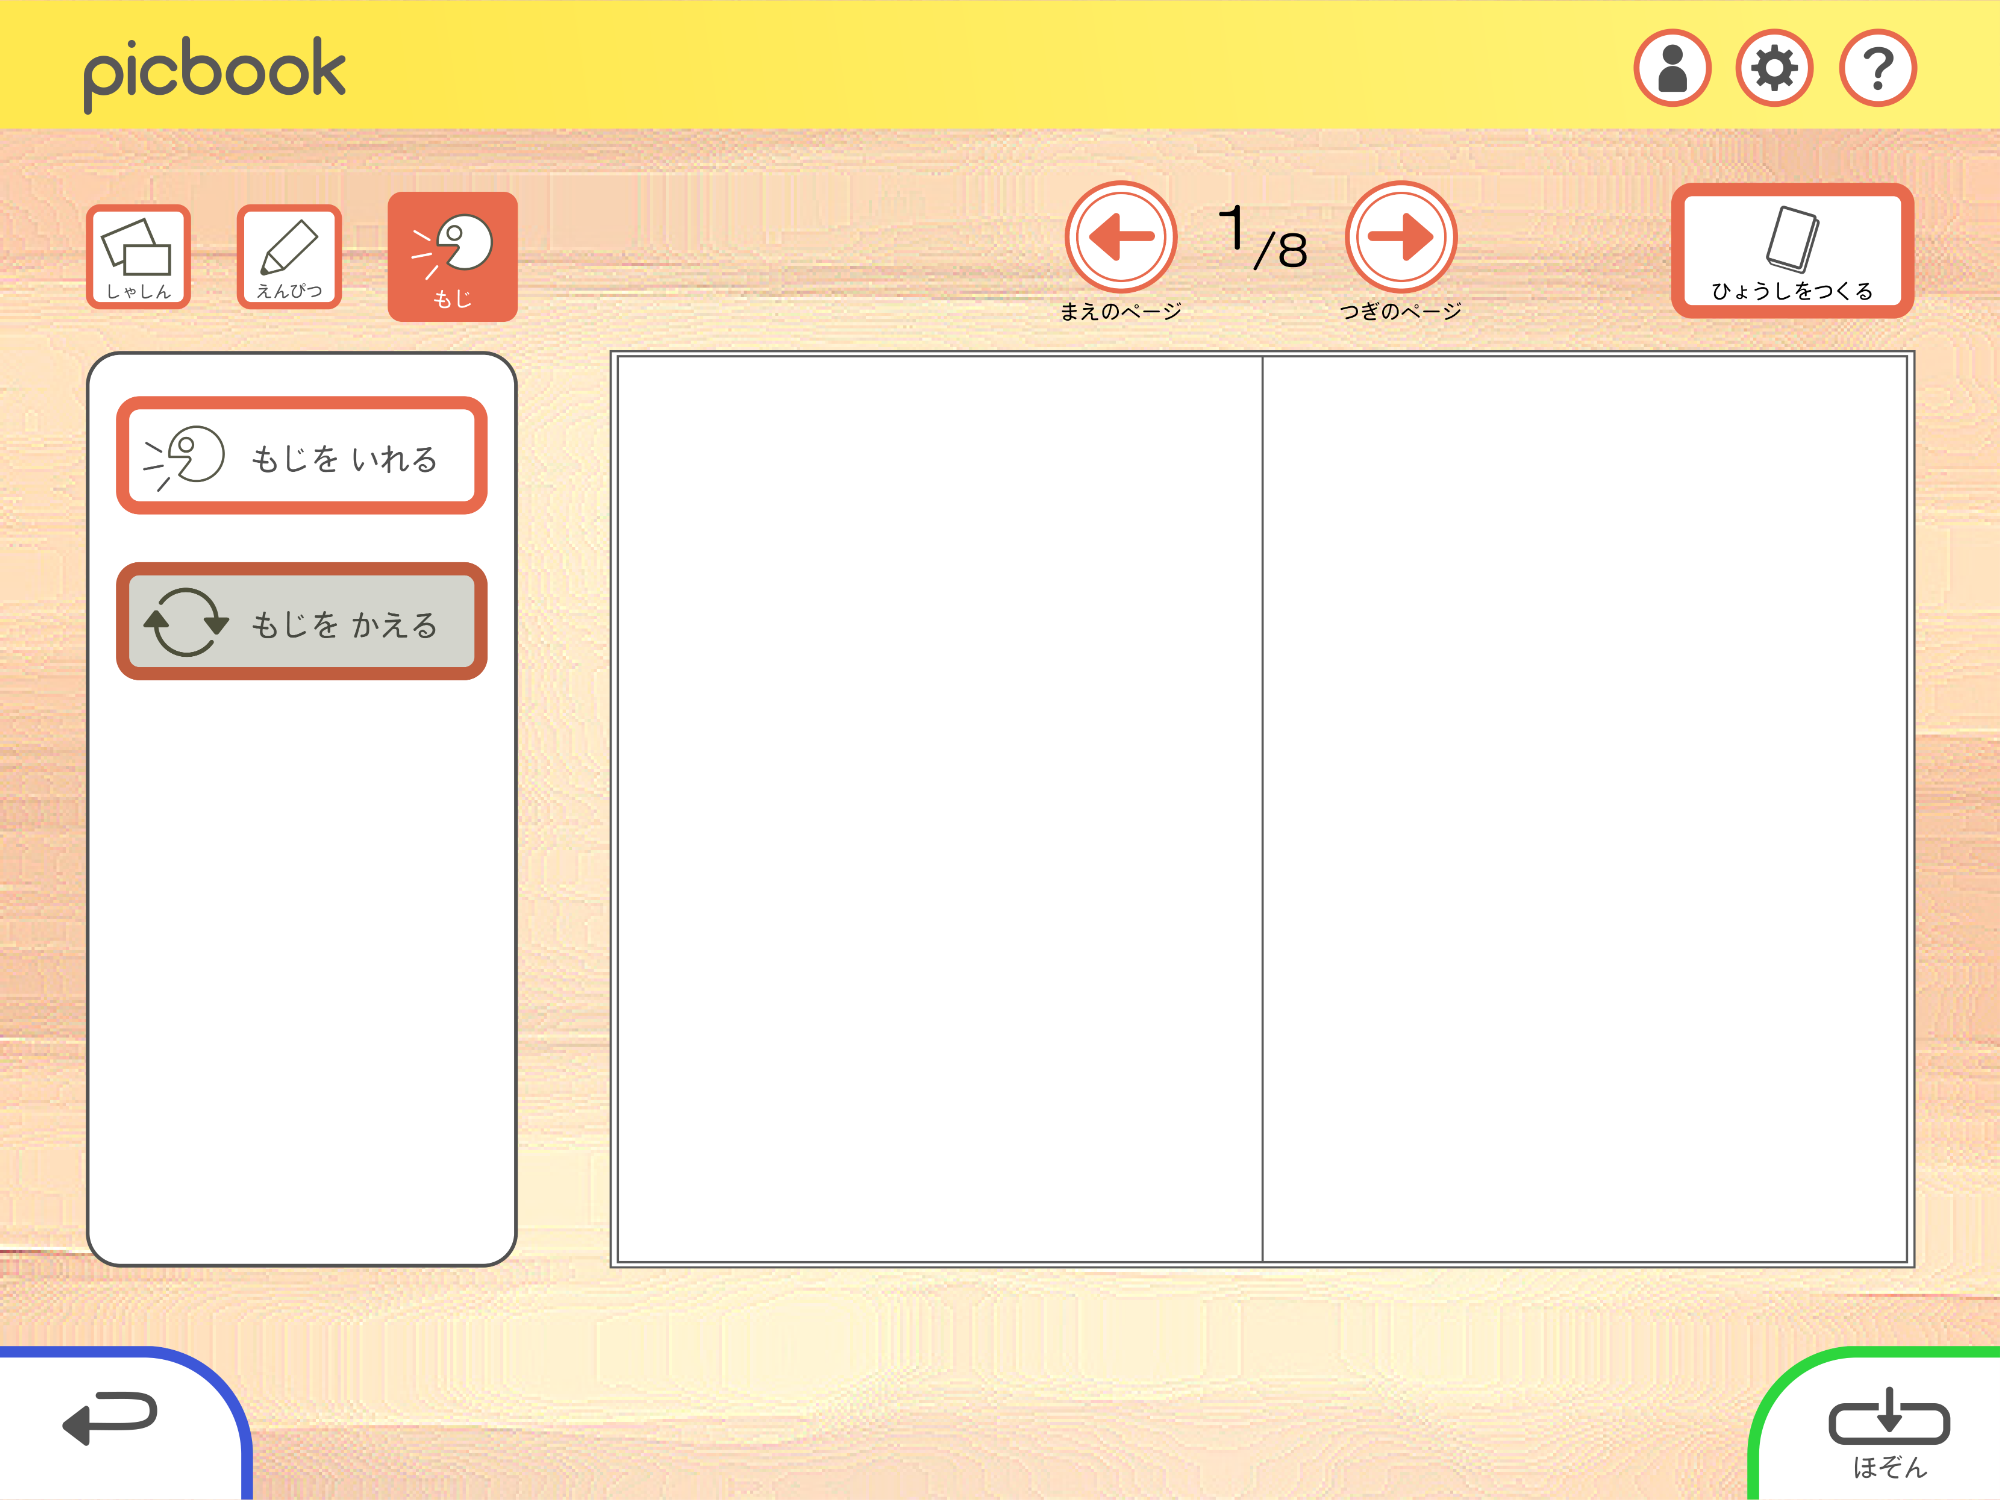 picbook
?
しゃしん
えんぴつ
もじ
1/8
まえのページ
つぎのページ
ひょうしをつくる
もじを いれる
もじを かえる
ほぞん